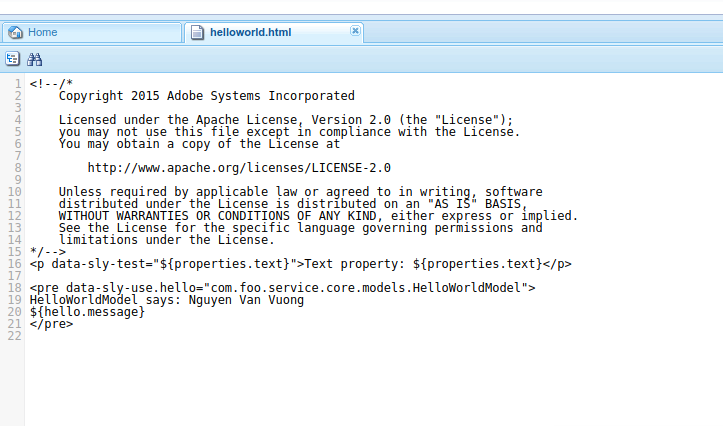 Home
helloworld.html
1 <!--/*
2     Copyright 2015 Adobe Systems Incorporated
3
4     Licensed under the Apache License, Version 2.0 (the "License");
5     you may not use this file except in compliance with the License.
6     You may obtain a copy of the License at
7
8         http://www.apache.org/licenses/LICENSE-2.0
9
10     Unless required by applicable law or agreed to in writing, software
11     distributed under the License is distributed on an "AS IS" BASIS,
12     WITHOUT WARRANTIES OR CONDITIONS OF ANY KIND, either express or implied.
13     See the License for the specific language governing permissions and
14     limitations under the License.
15 */-->
16 <p data-sly-test="${properties.text}">Text property: ${properties.text}</p>
17
18 <pre data-sly-use.hello="com.foo.service.core.models.HelloWorldModel">
19 HelloWorldModel says: Nguyen Van Vuong
20 ${hello.message}
21 </pre>
22